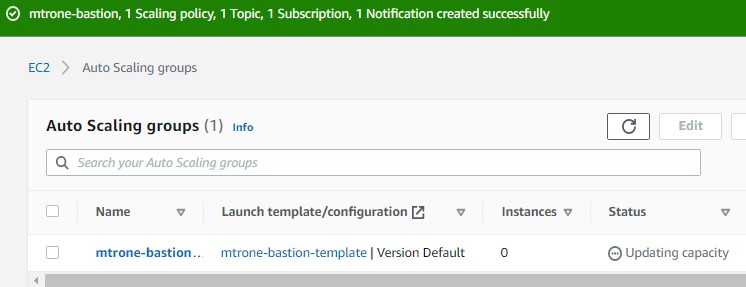 mtrone-bastion, 1 Scaling policy, 1 Topic, 1 Subscription, 1 Notification created successfully
EC2 > Auto Scaling groups
Auto Scaling groups (1) Info
Edit
Search your Auto Scaling groups
Name Launch template/configuration Instances Status
mtrone-bastion... mtrone-bastion-template | Version Default 0 Updating capacity